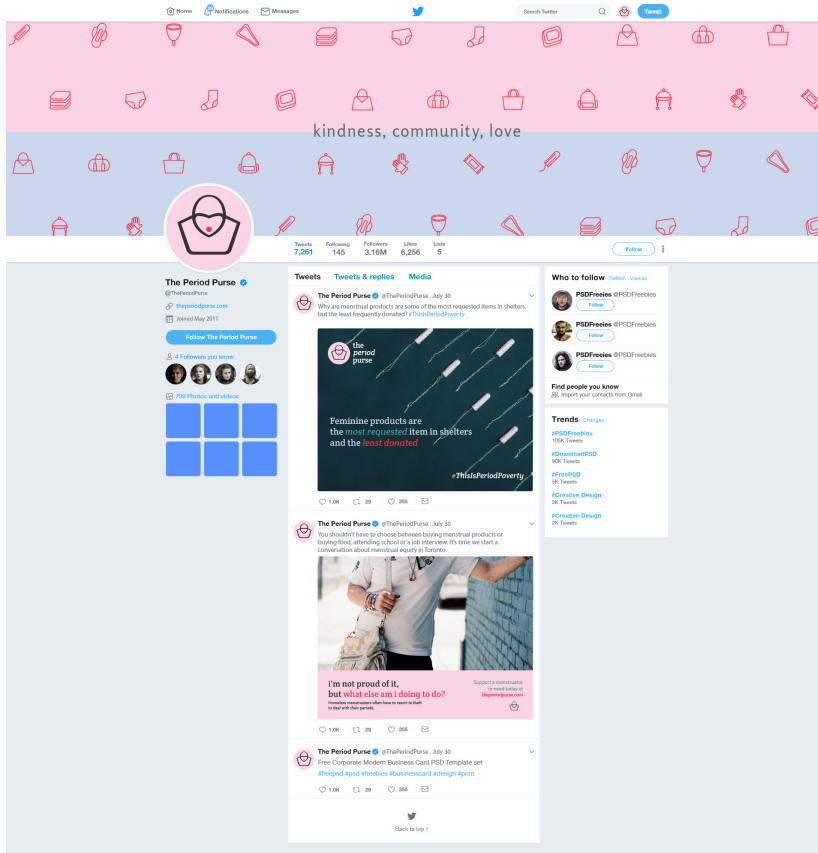 Home
Notifications
Messages
Search Twitter
Tweet
kindness, community, love
Tweets
7,261
Following
145
Followers
3.16M
Likes
6,256
Lists
5
Follow
The Period Purse
@ThePeriodPurse
theperiodpurse.com
Joined May 2011
Follow The Period Purse
4 Followers you know
799 Photos and videos
Tweets Tweets & replies Media
The Period Purse @ThePeriodPurse . July 30
Why are menstrual products are some of the most requested items in shelters,
but the least frequently donated? #ThisIsPeriodPoverty
the
period
purse
Feminine products are
the most requested item in shelters
and the least donated
#ThisIsPeriodPoverty
1.0K 29 355
The Period Purse @ThePeriodPurse . July 30
You shouldn't have to choose between buying menstrual products or
buying food, attending school or a job interview. It's time we start a
conversation about menstrual equity in Toronto.
i'm not proud of it,
but what else am i doing to do?
Homeless menstruators often have to resort to theft
to deal with their periods.
Support a menstruator
in need today at
theperiodpurse.com
1.0K 29 355
The Period Purse @ThePeriodPurse . July 30
Free Corporate Modern Business Card PSD Template set
#freepsd #psd #freebies #businesscard #design #print
1.0K 29 355
Back to top ↑
Who to follow · Refresh · View all
PSDFreeies @PSDFreebies
Follow
PSDFreeies @PSDFreebies
Follow
PSDFreeies @PSDFreebies
Follow
Find people you know
Import your contacts from Gmail
Trends · Changes
#PSDFreebies
105K Tweets
#DownloadPSD
90K Tweets
#FreePSD
5K Tweets
#Creative Design
2K Tweets
#Creative Design
2K Tweets